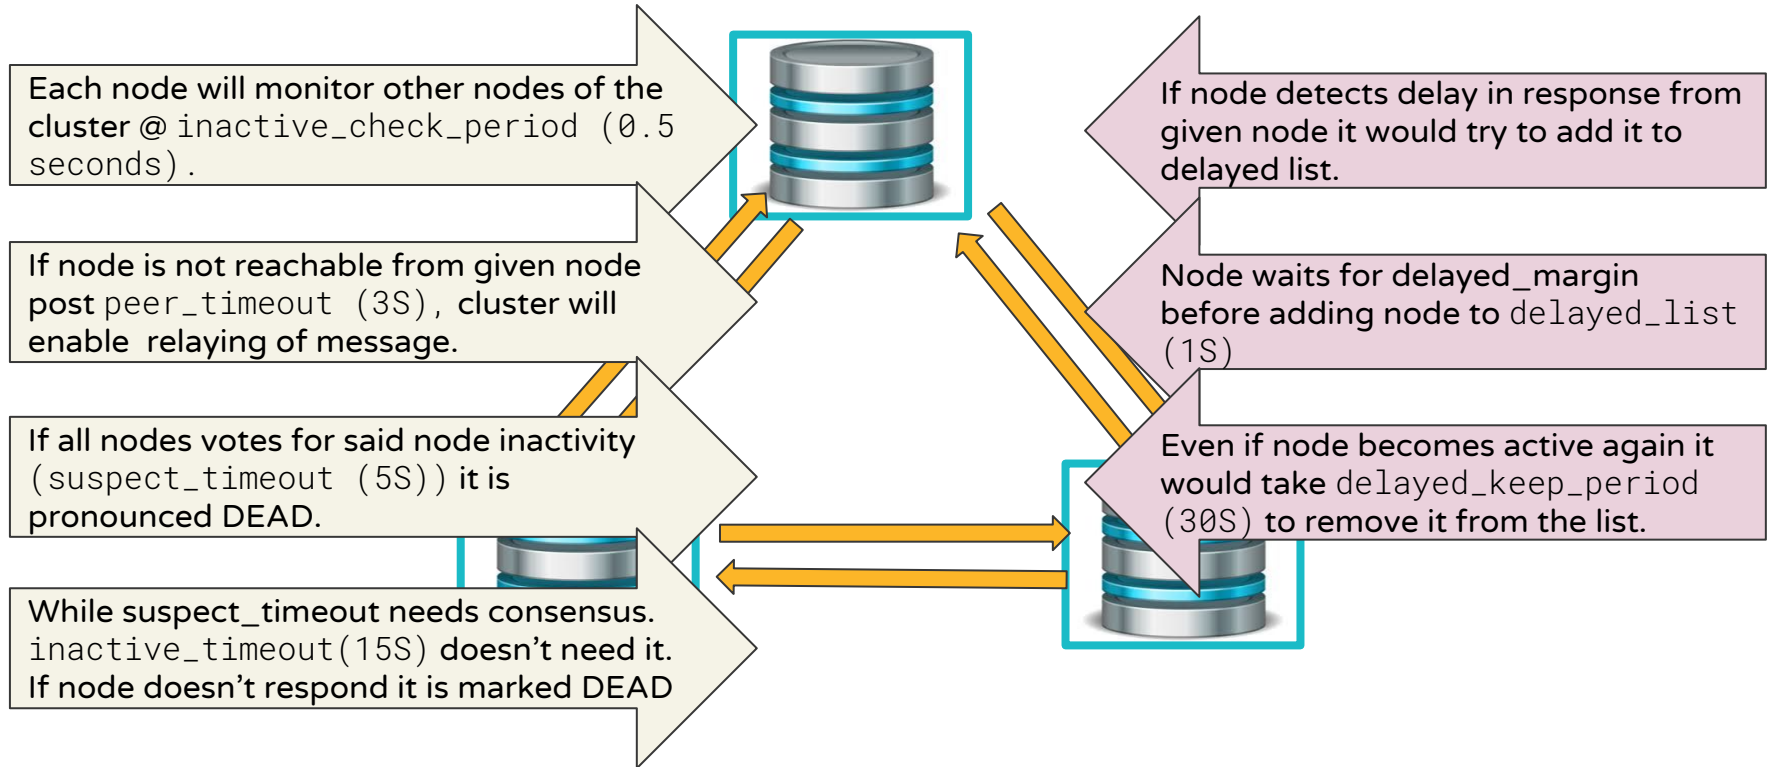 Each node will monitor other nodes of the
cluster @ inactive_check_period (0.5
seconds).
If node is not reachable from given node
post peer_timeout (3S), cluster will
enable relaying of message.
If all nodes votes for said node inactivity
(suspect_timeout (5S)) it is
pronounced DEAD.
While suspect_timeout needs consensus.
inactive_timeout(15S) doesn’t need it.
If node doesn’t respond it is marked DEAD
If node detects delay in response from
given node it would try to add it to
delayed list.
Node waits for delayed_margin
before adding node to delayed_list
(1S)
Even if node becomes active again it
would take delayed_keep_period
(30S) to remove it from the list.